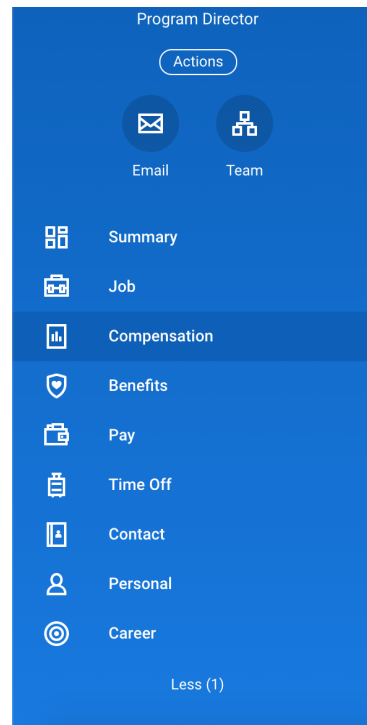 Program Director
Actions
Email
Team
Summary
Job
Compensation
Benefits
Pay
Time Off
Contact
Personal
Career
Less (1)